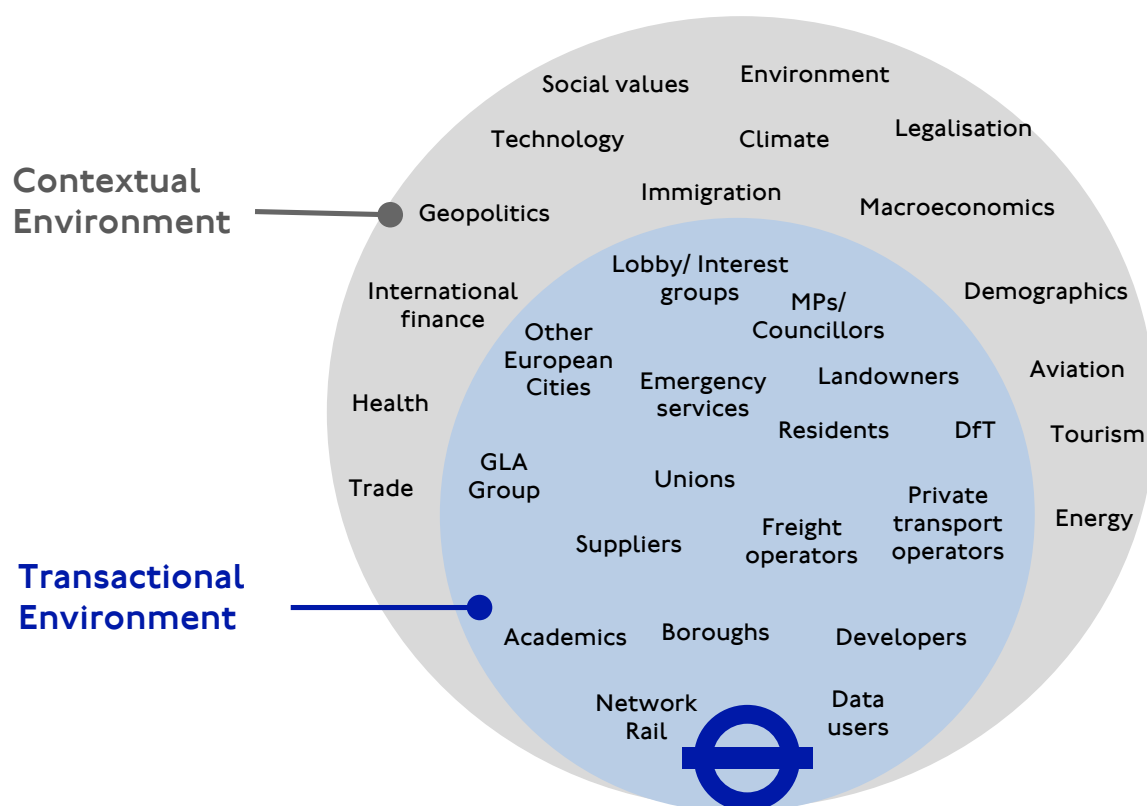 Social values
Environment
Technology
Climate
Legalisation
Contextual
Environment
Immigration
Geopolitics
Macroeconomics
Lobby/ Interest
groups
International
finance
MPs/
Councillors
Demographics
Other
European
Cities
Emergency
services
Landowners
Aviation
Health
Residents
DfT
Tourism
GLA
Group
Trade
Unions
Private
transport
operators
Energy
Suppliers
Freight
operators
Transactional
Environment
Academics
Boroughs
Developers
Network
Rail
Data
users